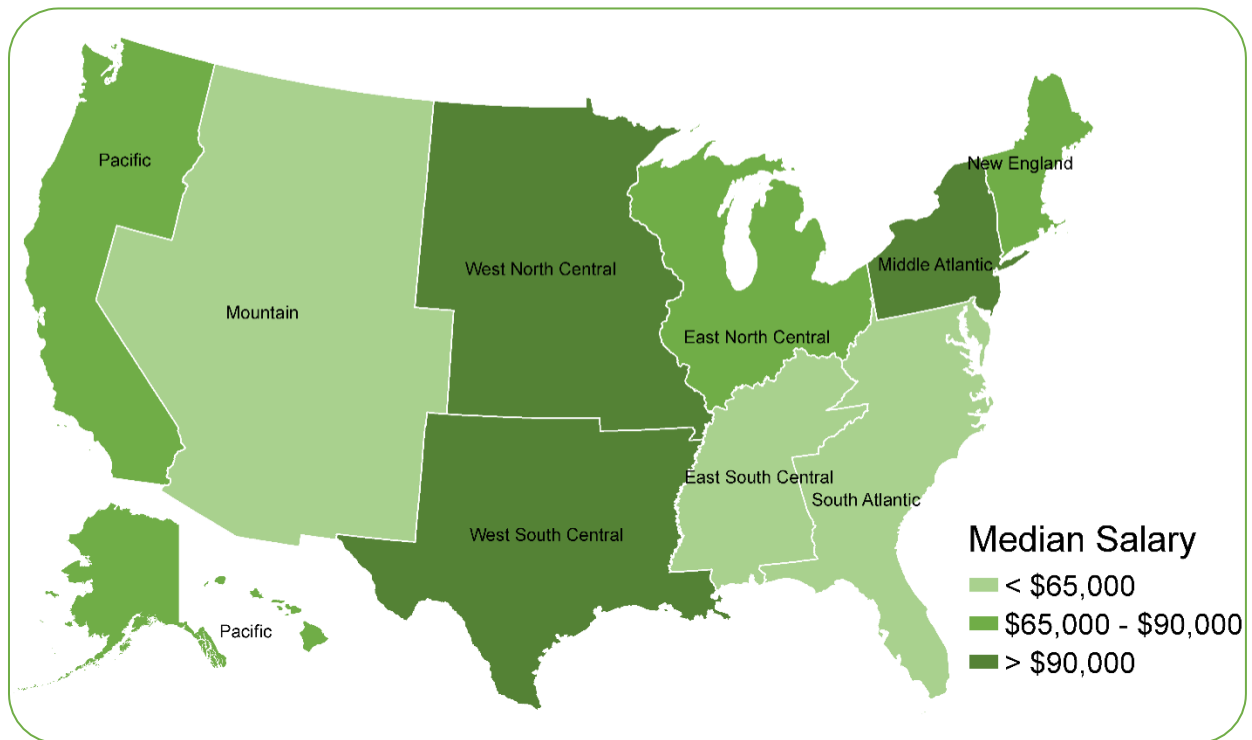 Pacific
New England
West North Central
Middle Atlantic
Mountain
East North Central
East South Central
South Atlantic
West South Central
Pacific
Median Salary
< $65,000
$65,000 - $90,000
> $90,000